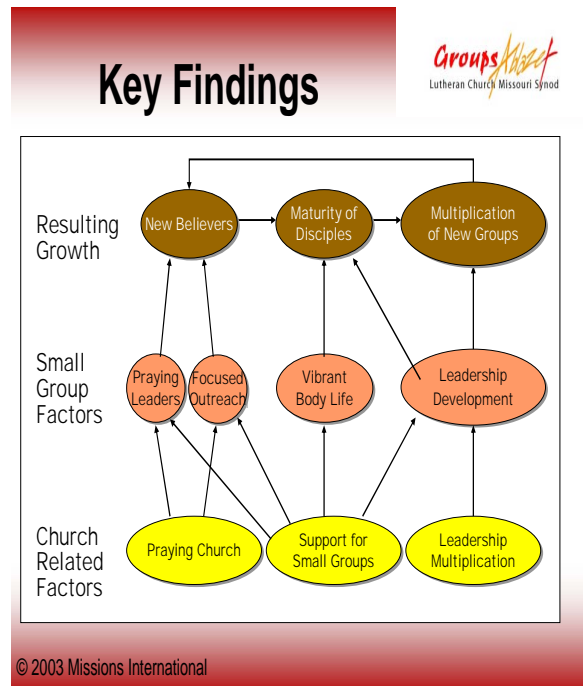 Key Findings
Groups Ablaze!
Lutheran Church Missouri Synod
Resulting
Growth
New Believers
Maturity of
Disciples
Multiplication
of New Groups
Small
Group
Factors
Praying
Leaders
Focused
Outreach
Vibrant
Body Life
Leadership
Development
Church
Related
Factors
Praying Church
Support for
Small Groups
Leadership
Multiplication
© 2003 Missions International